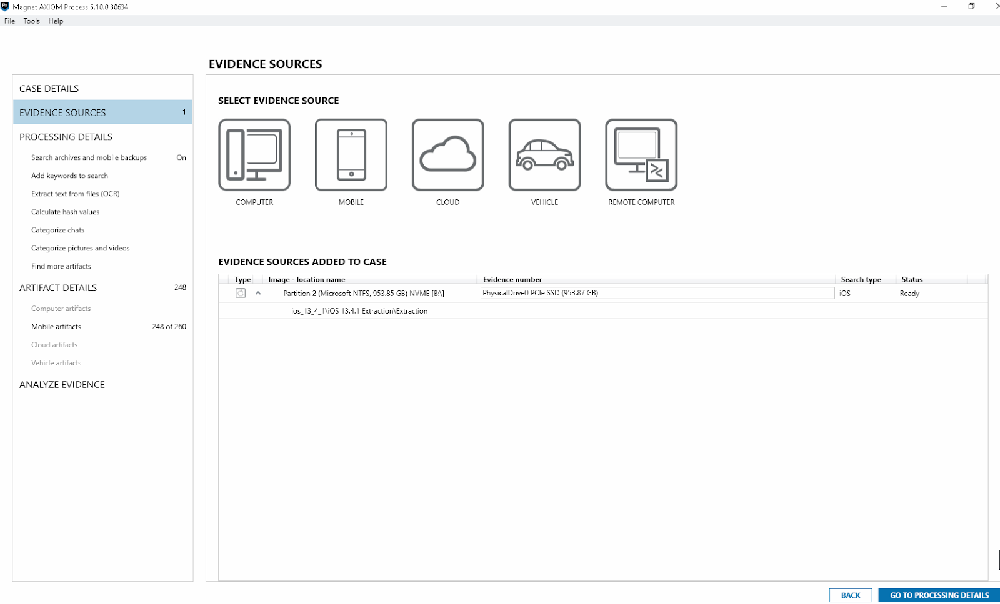 Magnet AXIOM Process 5.10.0.30634
File Tools Help
EVIDENCE SOURCES
CASE DETAILS
EVIDENCE SOURCES 1
PROCESSING DETAILS
Search archives and mobile backups On
Add keywords to search
Extract text from files (OCR)
Calculate hash values
Categorize chats
Categorize pictures and videos
Find more artifacts
ARTIFACT DETAILS 248
Computer artifacts
Mobile artifacts 248 of 260
Cloud artifacts
Vehicle artifacts
ANALYZE EVIDENCE
SELECT EVIDENCE SOURCE
COMPUTER MOBILE CLOUD VEHICLE REMOTE COMPUTER
EVIDENCE SOURCES ADDED TO CASE
Type Image - location name Evidence number Search type Status
Partition 2 (Microsoft NTFS, 953.85 GB) NVME [B:\] PhysicalDrive0 PCIe SSD (953.87 GB) iOS Ready
ios_13_4_1\iOS 13.4.1 Extraction\Extraction
BACK GO TO PROCESSING DETAILS